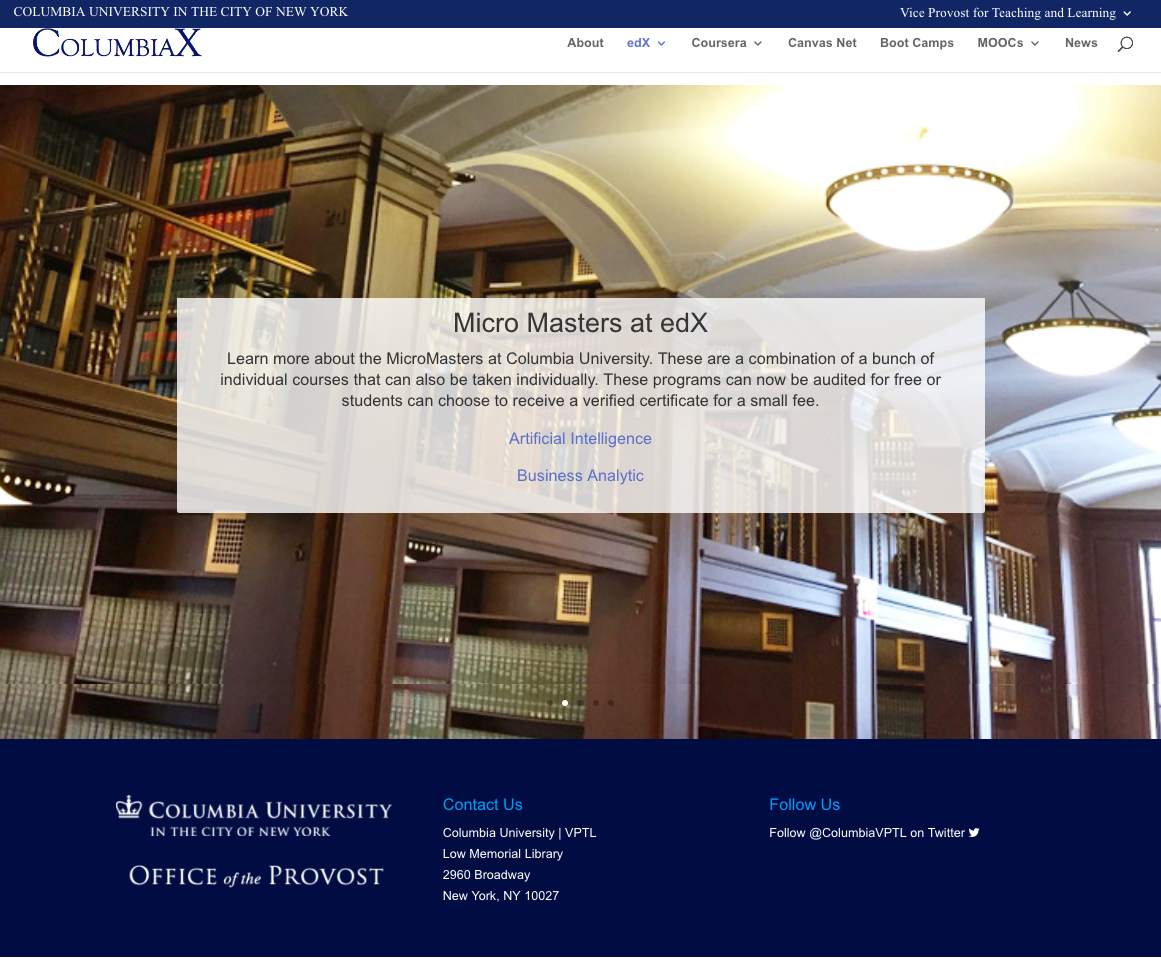 COLUMBIA UNIVERSITY IN THE CITY OF NEW YORK
Vice Provost for Teaching and Learning
COLUMBIAX
About edX Coursera Canvas Net Boot Camps MOOCs News
Micro Masters at edX
Learn more about the MicroMasters at Columbia University. These are a combination of a bunch of
individual courses that can also be taken individually. These programs can now be audited for free or
students can choose to receive a verified certificate for a small fee.
Artificial Intelligence
Business Analytic
COLUMBIA UNIVERSITY
IN THE CITY OF NEW YORK
OFFICE of the PROVOST
Contact Us
Columbia University | VPTL
Low Memorial Library
2960 Broadway
New York, NY 10027
Follow Us
Follow @ColumbiaVPTL on Twitter